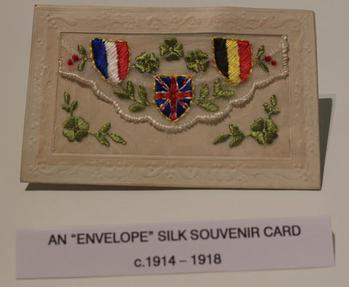 AN "ENVELOPE" SILK SOUVENIR CARD
c.1914 – 1918